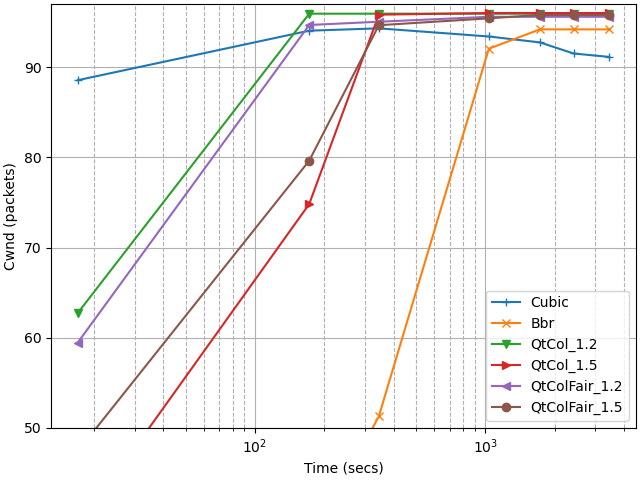 90
80
70
60
50
Cwnd (packets)
10²
10³
Time (secs)
Cubic
Bbr
QtCol_1.2
QtCol_1.5
QtColFair_1.2
QtColFair_1.5